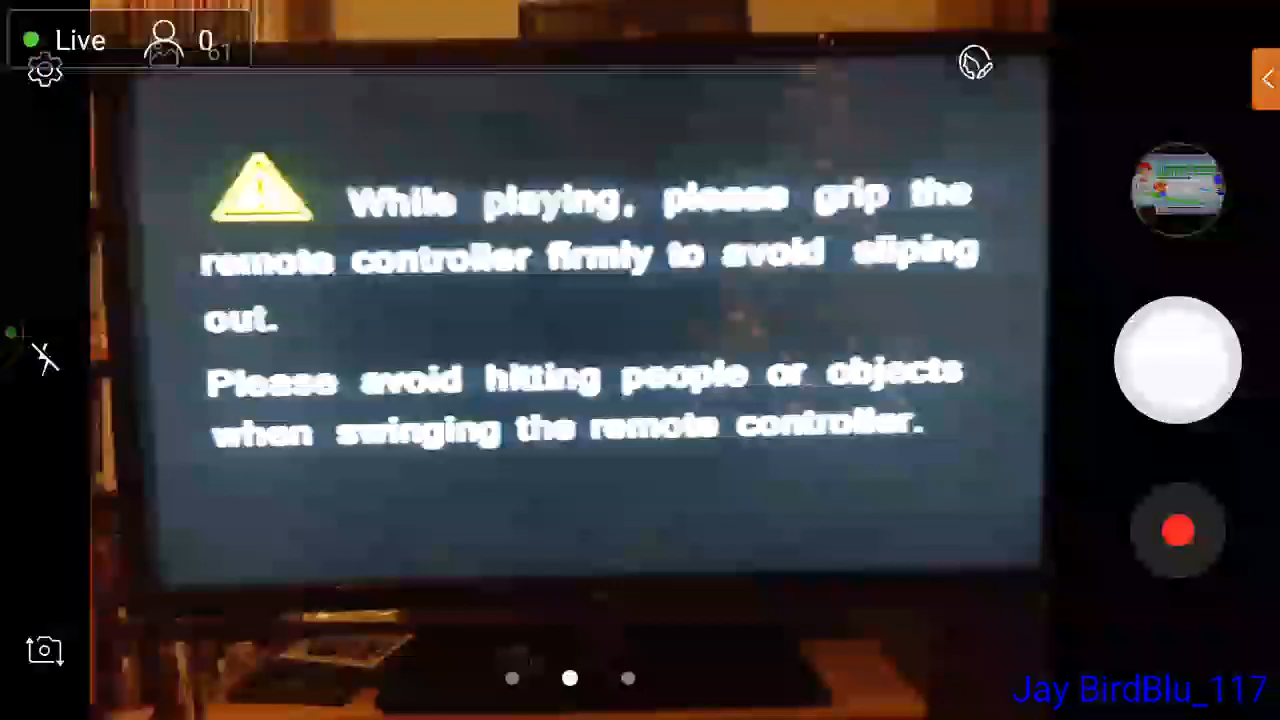 Live 0
61
While playing, please grip the
remote controller firmly to avoid sliping
out.
Please avoid hitting people or objects
when swinging the remote controller.
Jay BirdBlu_117